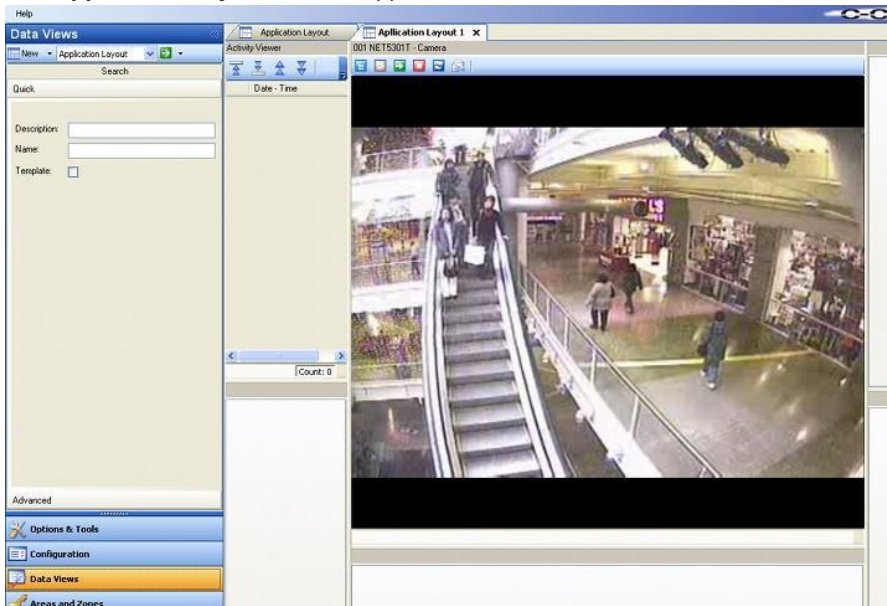 Help
Data Views
Application Layout
Apllication Layout 1
New
Application Layout
Activity Viewer
001 NET5301T - Camera
Search
Quick
Date - Time
Description:
Name:
Template:
Count: 0
Advanced
Options & Tools
Configuration
Data Views
Areas and Zones